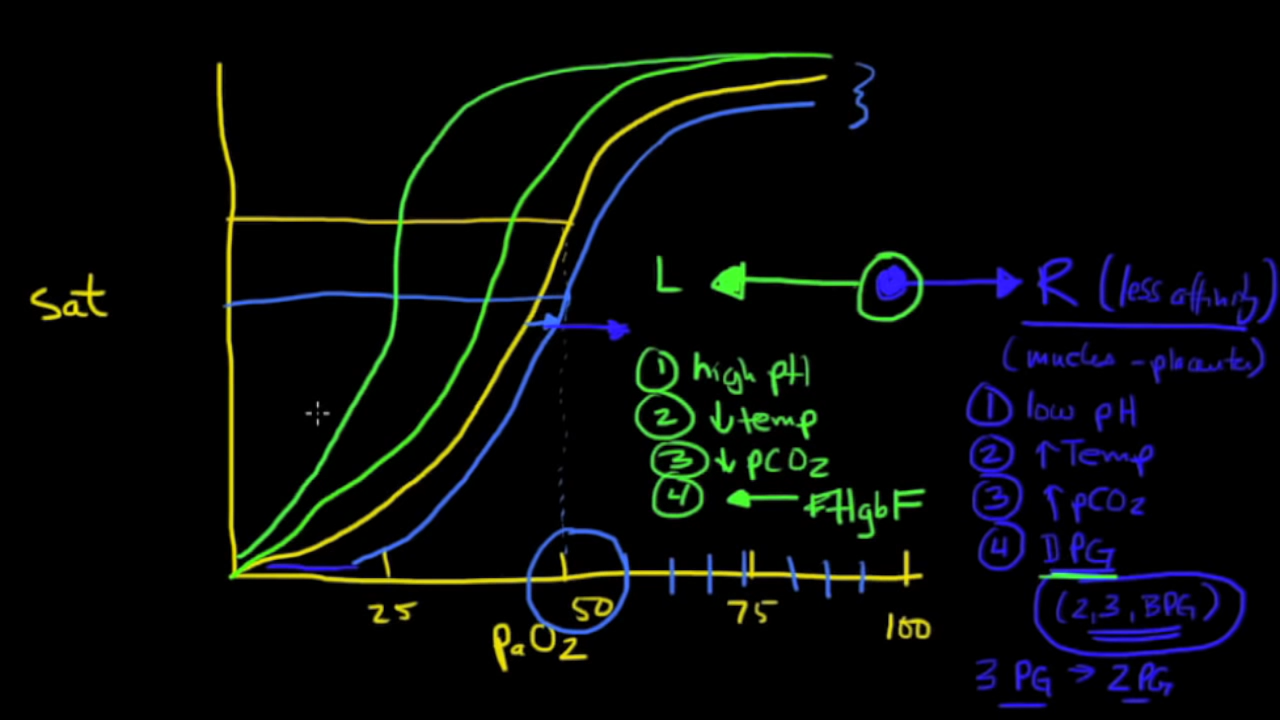 sat
25
50
75
100
paO2
L
① high pH
② ↓ temp
③ ↓ pCO2
④ ← HgbF
R (less affinity)
(mucles - placenta)
① low pH
② ↑ Temp
③ ↑ pCO2
④ DPG
(2,3, BPG)
3 PG → 2 PG